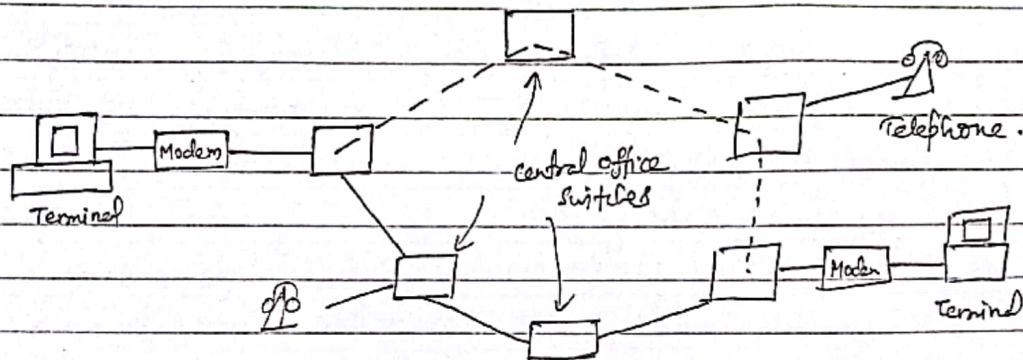 Modem
Telephone.
central office
switches
Terminal
Modem
Terminal